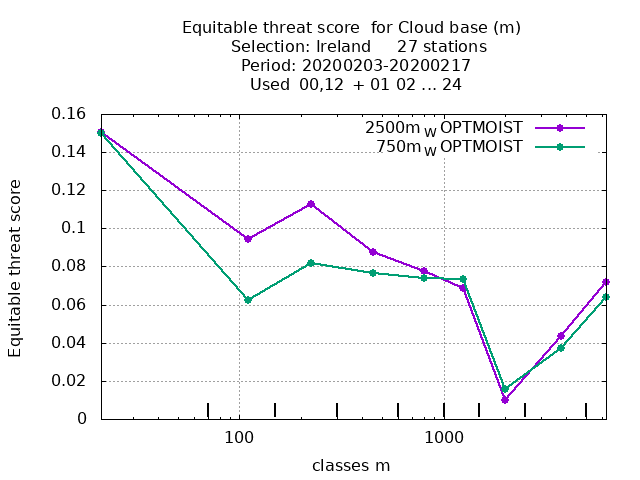 Equitable threat score for Cloud base (m)
Selection: Ireland 27 stations
Period: 20200203-20200217
Used 00,12 + 01 02 ... 24
2500m W OPTMOIST
750m W OPTMOIST
0.16
0.14
0.12
0.1
0.08
0.06
0.04
0.02
0
Equitable threat score
100 1000
classes m